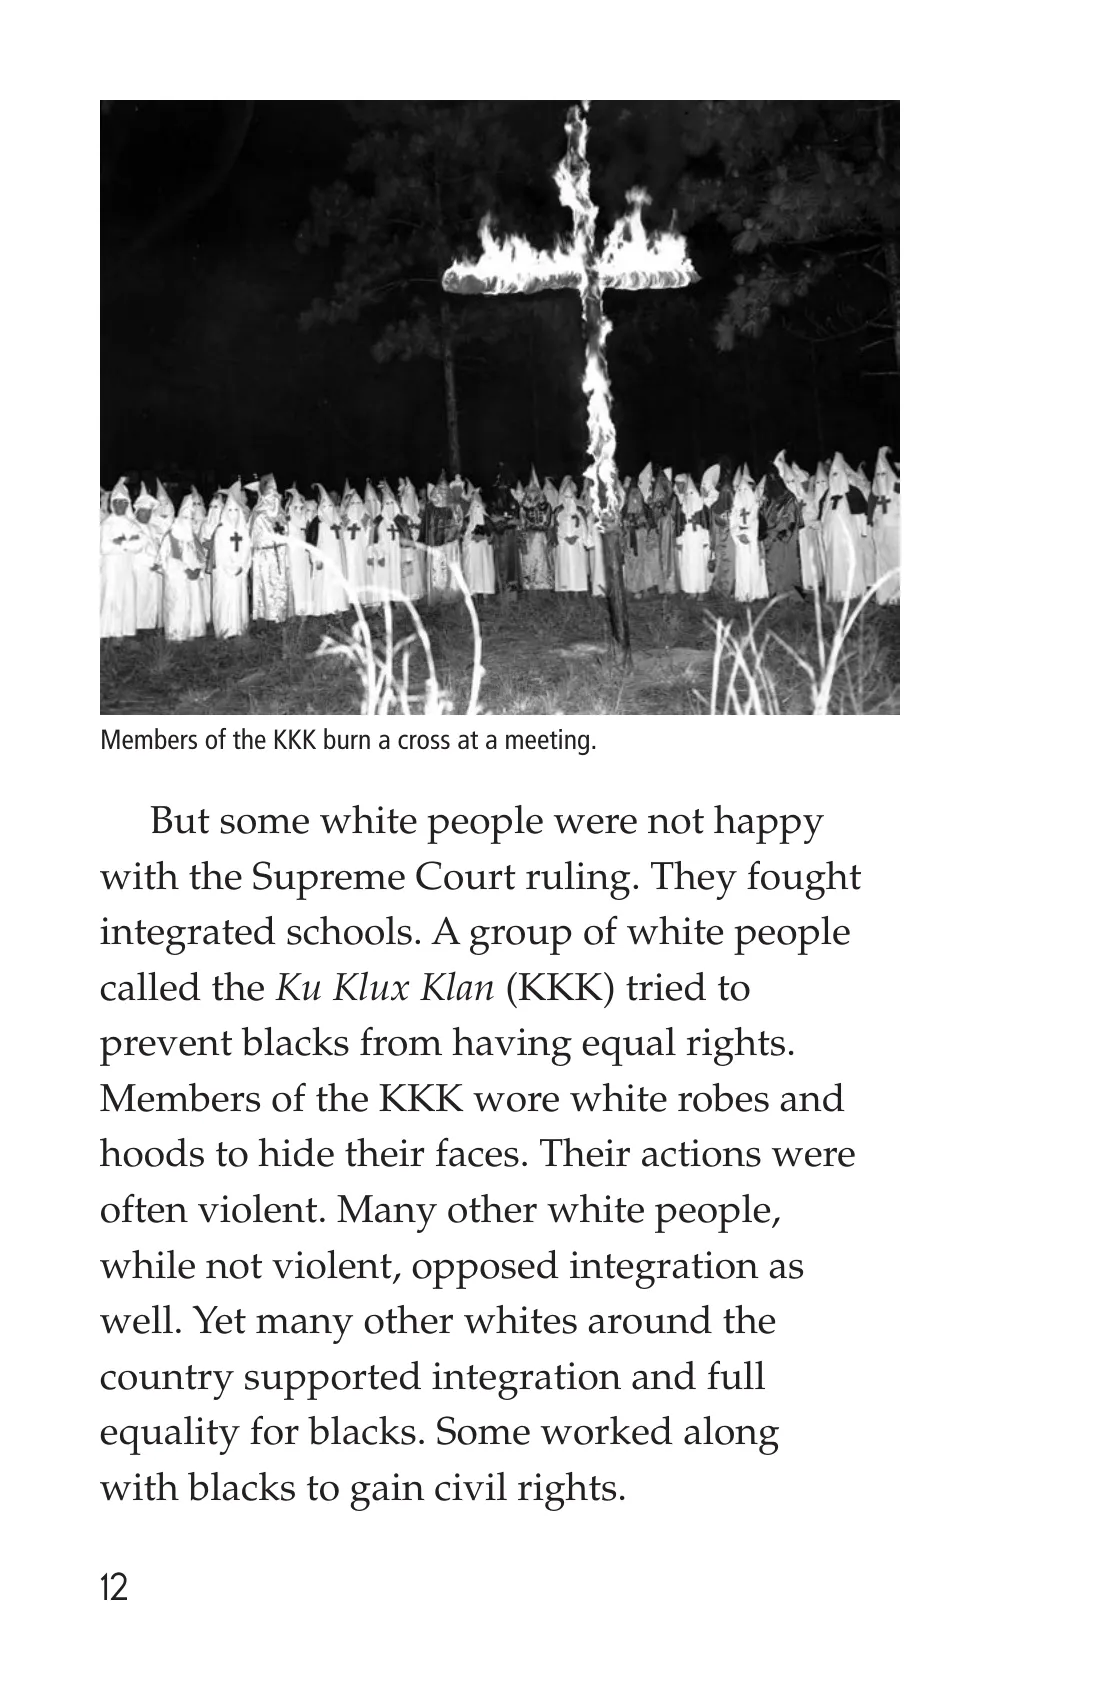 Members of the KKK burn a cross at a meeting.
But some white people were not happy
with the Supreme Court ruling. They fought
integrated schools. A group of white people
called the Ku Klux Klan (KKK) tried to
prevent blacks from having equal rights.
Members of the KKK wore white robes and
hoods to hide their faces. Their actions were
often violent. Many other white people,
while not violent, opposed integration as
well. Yet many other whites around the
country supported integration and full
equality for blacks. Some worked along
with blacks to gain civil rights.
12